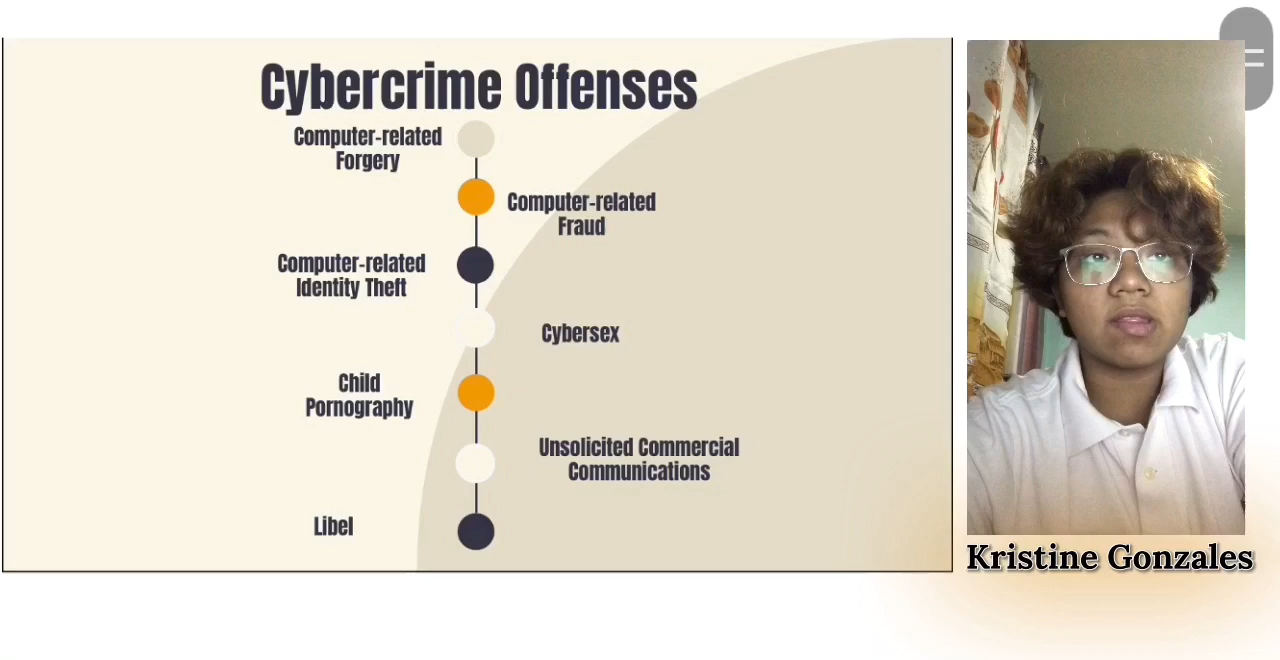 Cybercrime Offenses
Computer-related
Forgery
Computer-related
Fraud
Computer-related
Identity Theft
Cybersex
Child
Pornography
Unsolicited Commercial
Communications
Libel
Kristine Gonzales